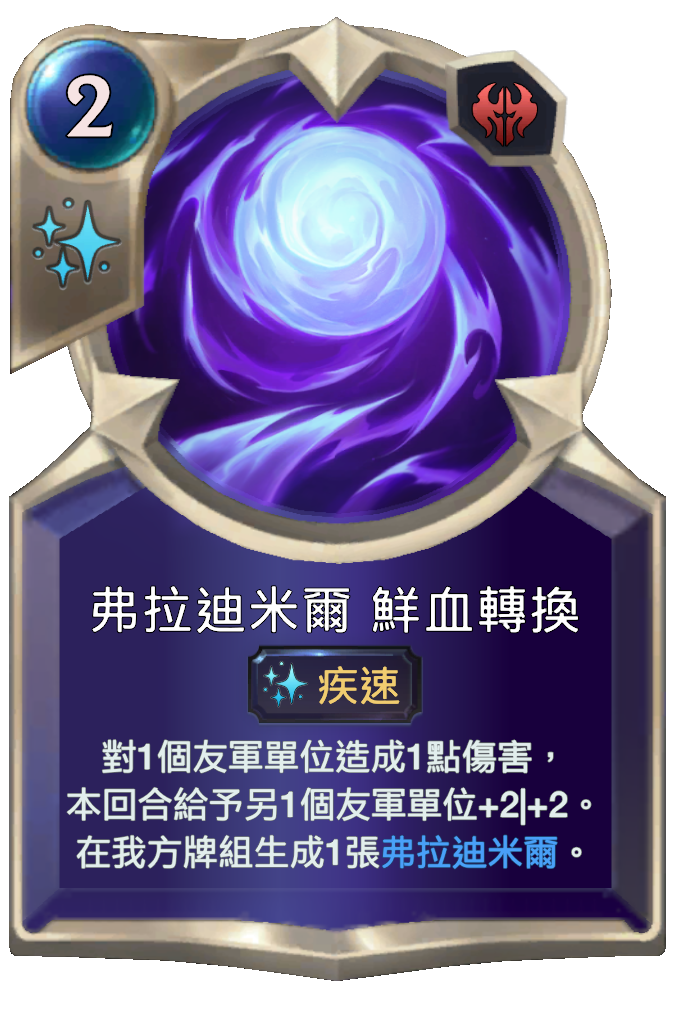 2
弗拉迪米爾 鮮血轉換
疾速
對1個友軍單位造成1點傷害，
本回合給予另1個友軍單位+2|+2。
在我方牌組生成1張弗拉迪米爾。